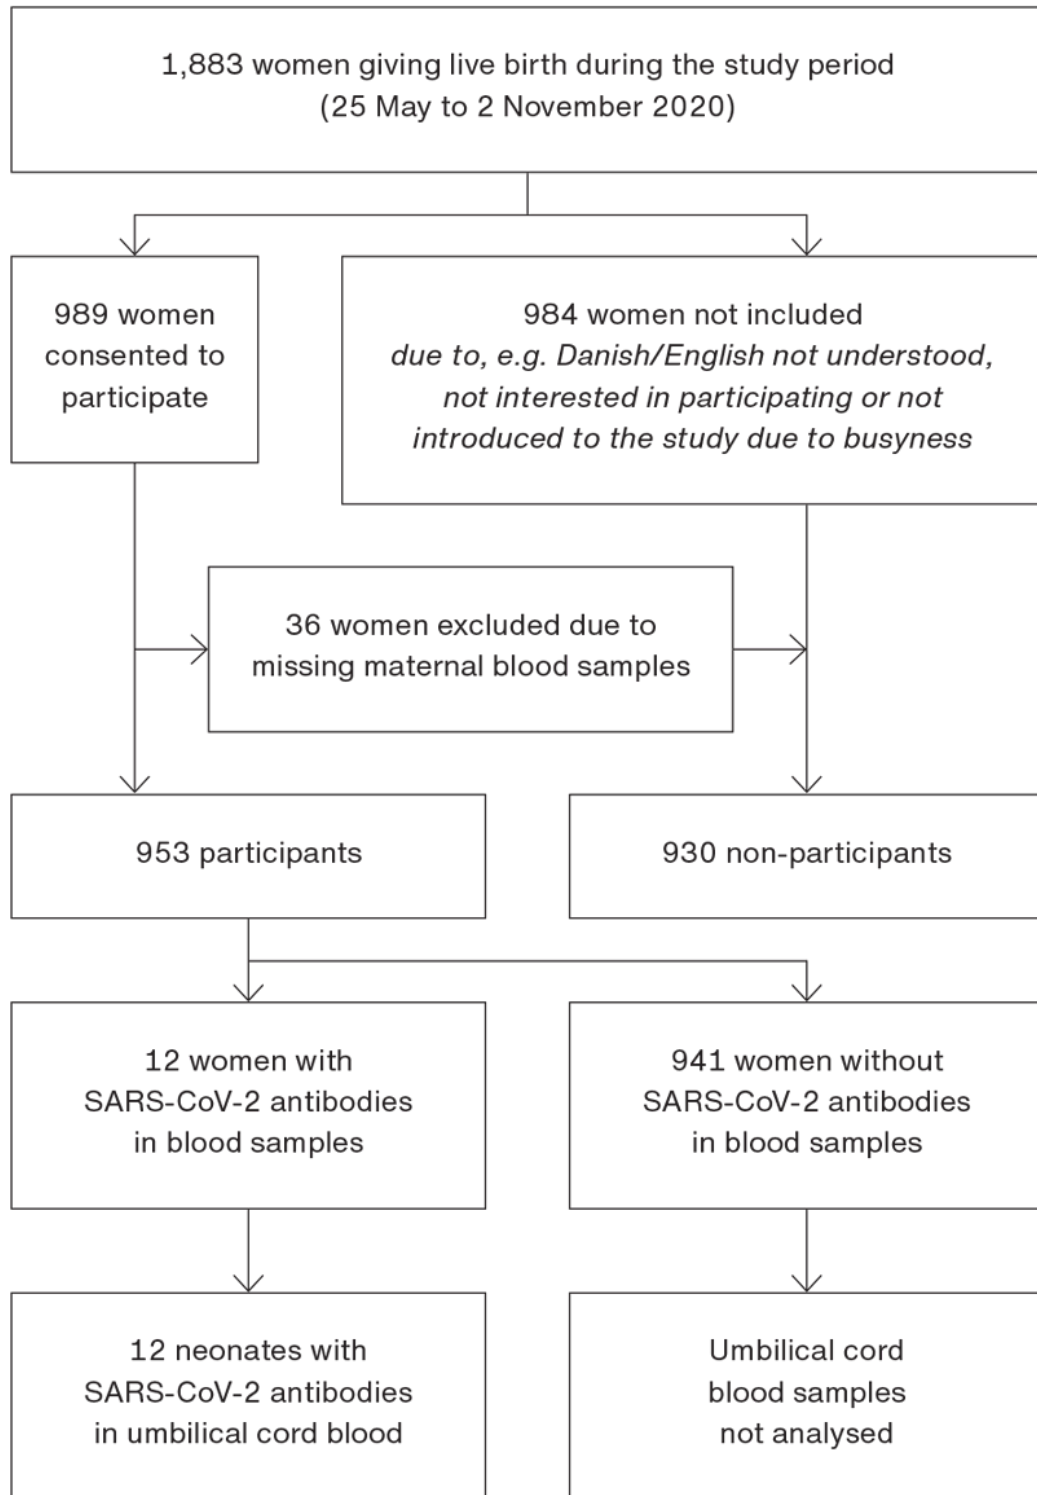 1,883 women giving live birth during the study period
(25 May to 2 November 2020)
989 women
consented to
participate
984 women not included
due to, e.g. Danish/English not understood,
not interested in participating or not
introduced to the study due to busyness
36 women excluded due to
missing maternal blood samples
953 participants
930 non-participants
12 women with
SARS-CoV-2 antibodies
in blood samples
941 women without
SARS-CoV-2 antibodies
in blood samples
12 neonates with
SARS-CoV-2 antibodies
in umbilical cord blood
Umbilical cord
blood samples
not analysed